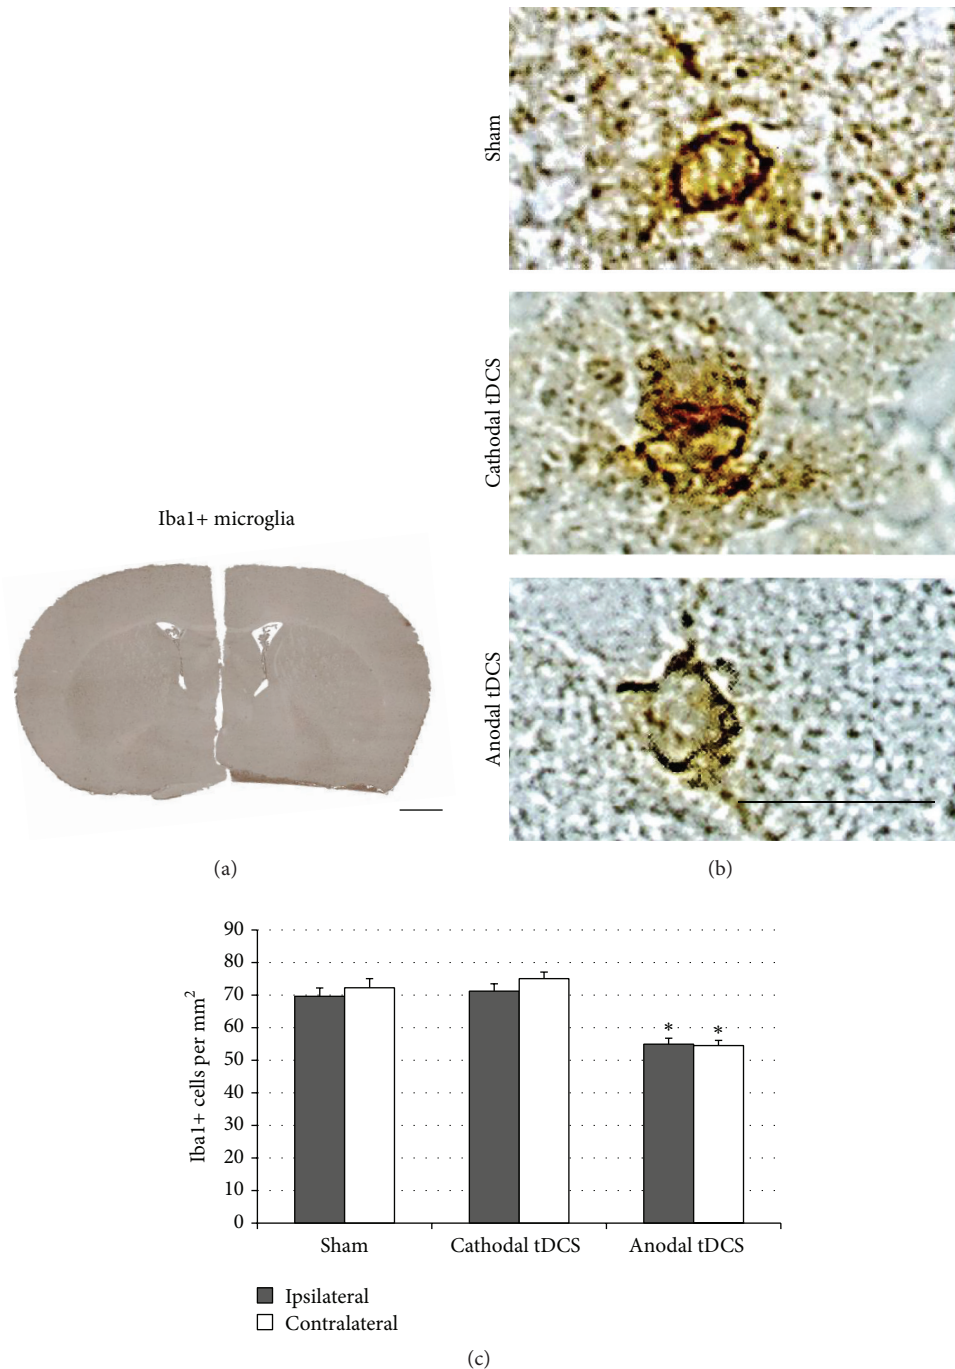 Iba1+ microglia
(a)
Sham
Cathodal tDCS
Anodal tDCS
(b)
Iba1+ cells per mm²
90
80
70
60
50
40
30
20
10
0
* *
Sham Cathodal tDCS Anodal tDCS
Ipsilateral
Contralateral
(c)